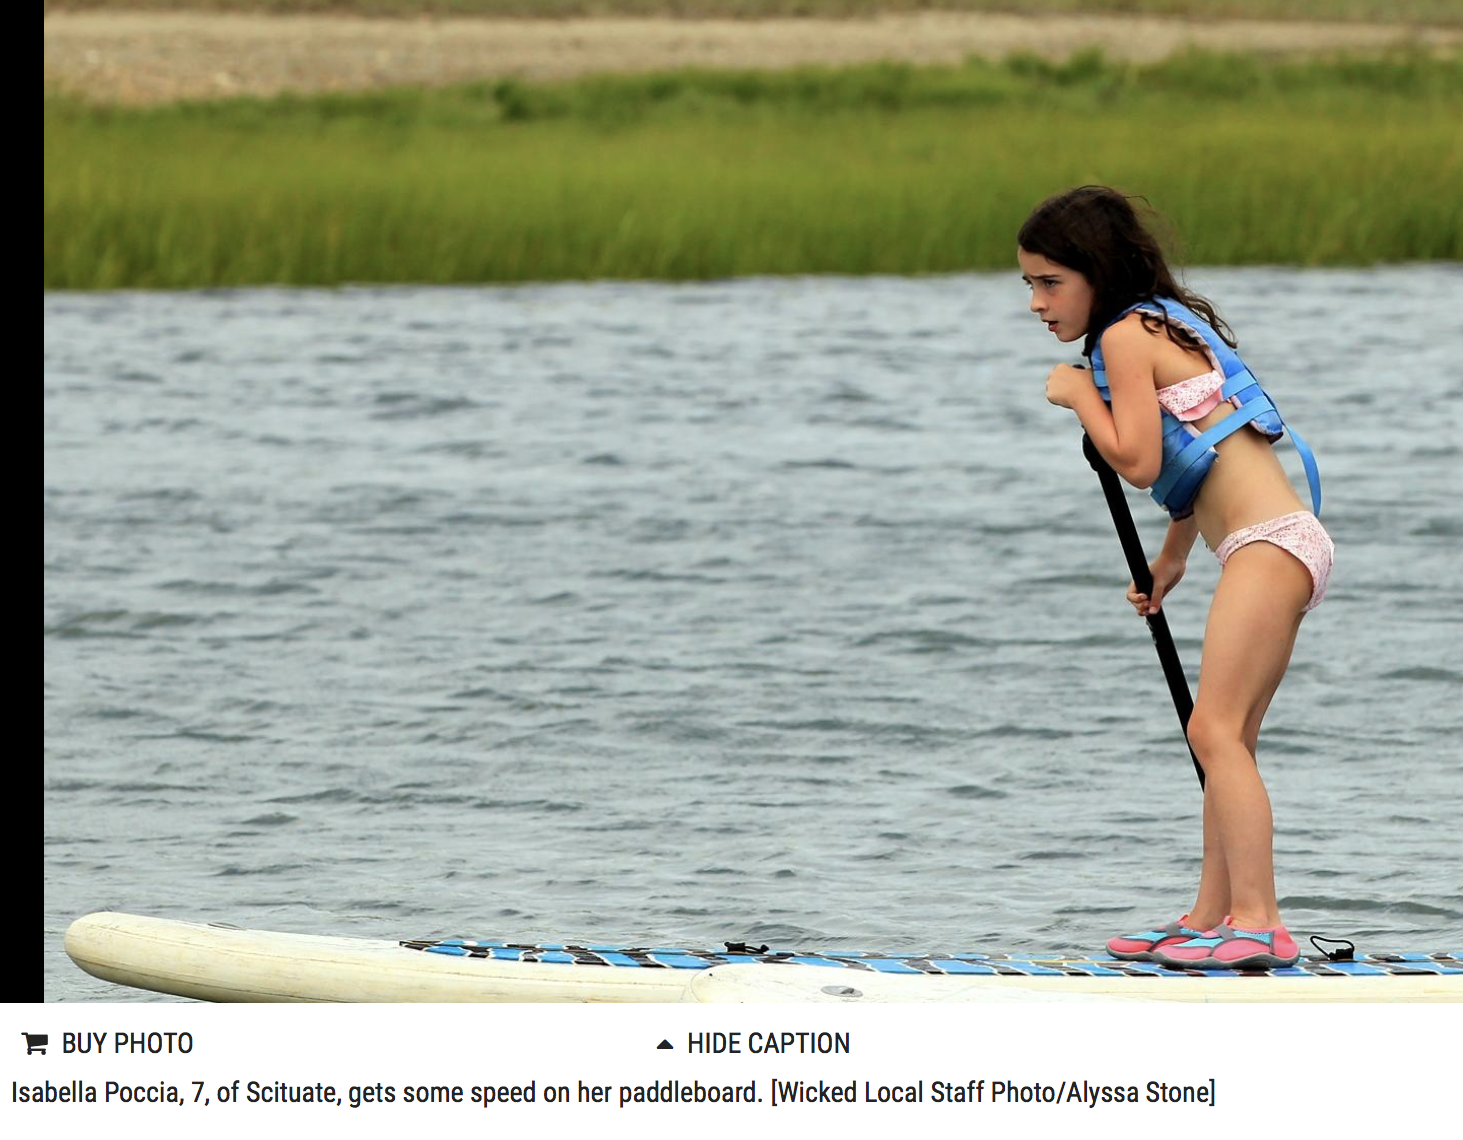 BUY PHOTO
HIDE CAPTION
Isabella Poccia, 7, of Scituate, gets some speed on her paddleboard. [Wicked Local Staff Photo/Alyssa Stone]